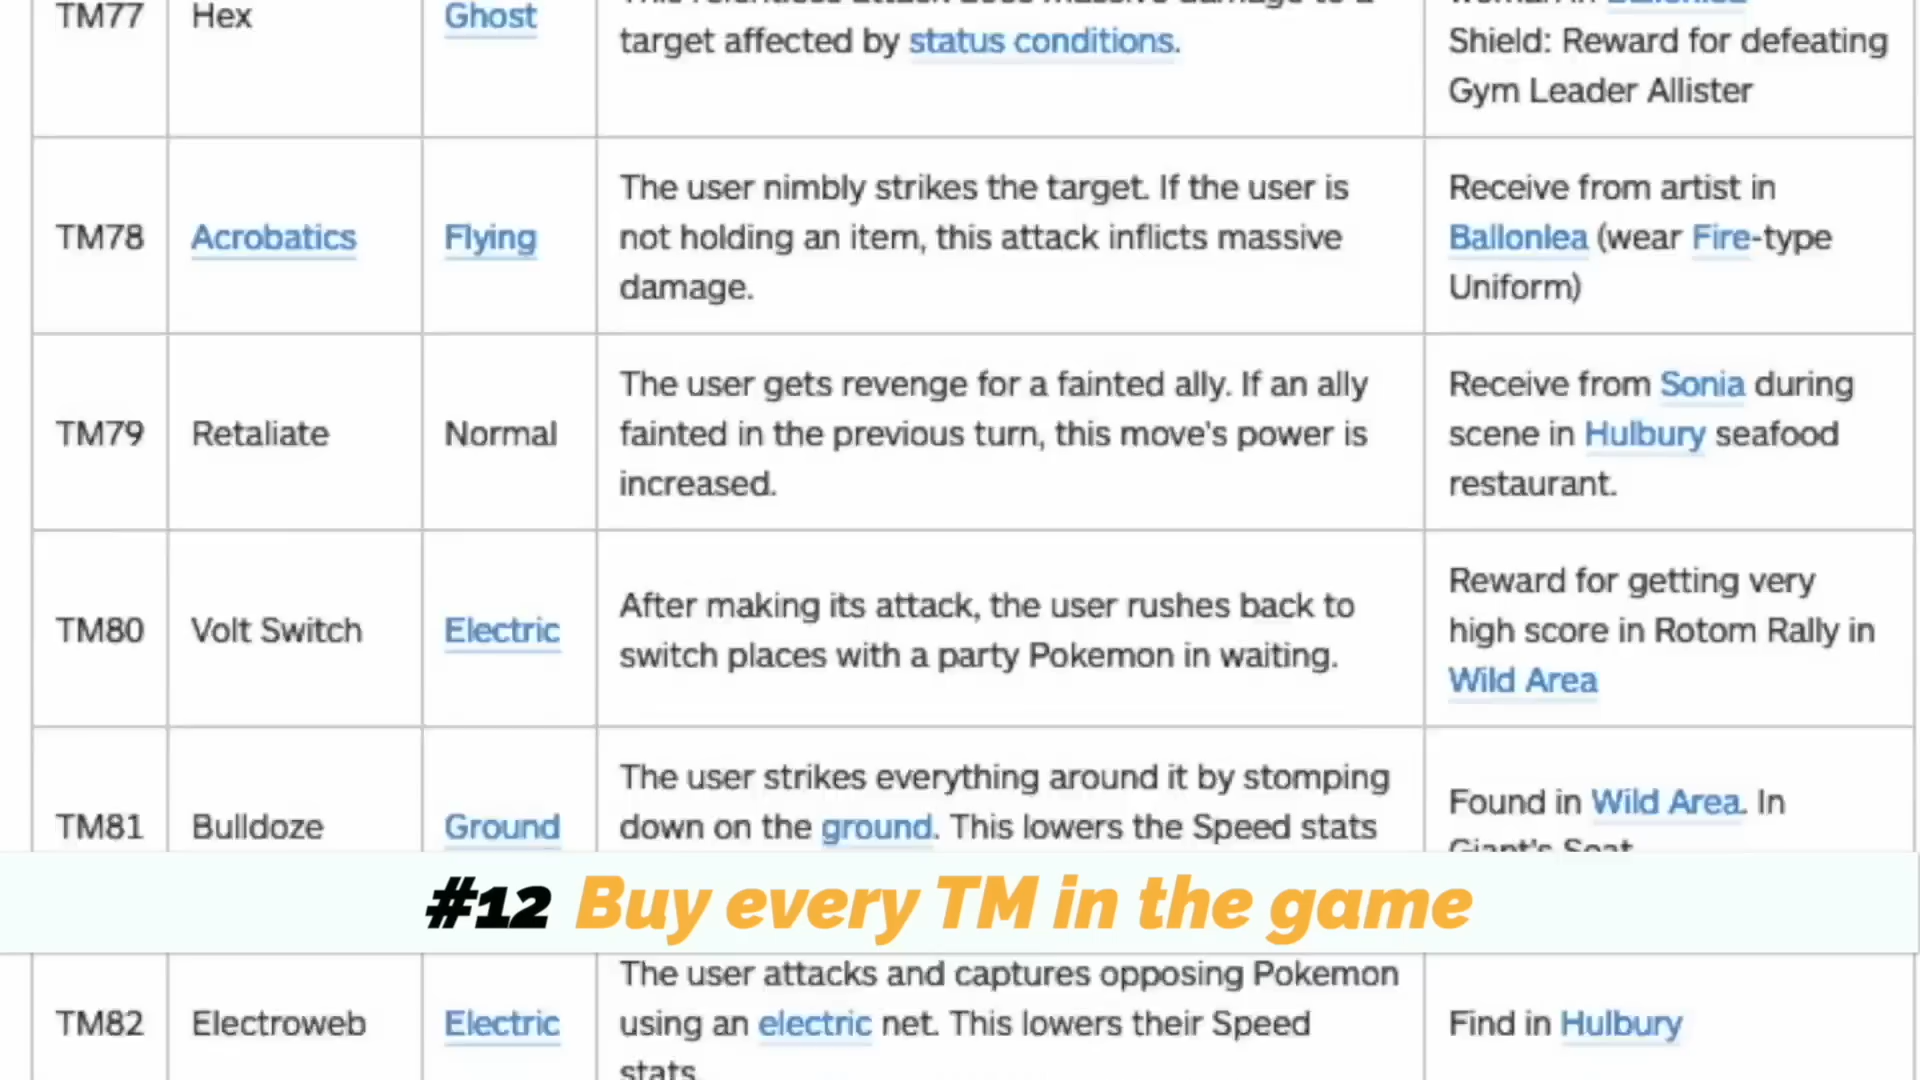 TM77
Hex
Ghost
target affected by status conditions.
Shield: Reward for defeating
Gym Leader Allister
TM78
Acrobatics
Flying
The user nimbly strikes the target. If the user is
not holding an item, this attack inflicts massive
damage.
Receive from artist in
Ballonlea (wear Fire-type
Uniform)
TM79
Retaliate
Normal
The user gets revenge for a fainted ally. If an ally
fainted in the previous turn, this move's power is
increased.
Receive from Sonia during
scene in Hulbury seafood
restaurant.
TM80
Volt Switch
Electric
After making its attack, the user rushes back to
switch places with a party Pokemon in waiting.
Reward for getting very
high score in Rotom Rally in
Wild Area
TM81
Bulldoze
Ground
The user strikes everything around it by stomping
down on the ground. This lowers the Speed stats
Found in Wild Area. In
Giant's Seat
#12 Buy every TM in the game
TM82
Electroweb
Electric
The user attacks and captures opposing Pokemon
using an electric net. This lowers their Speed
stats.
Find in Hulbury